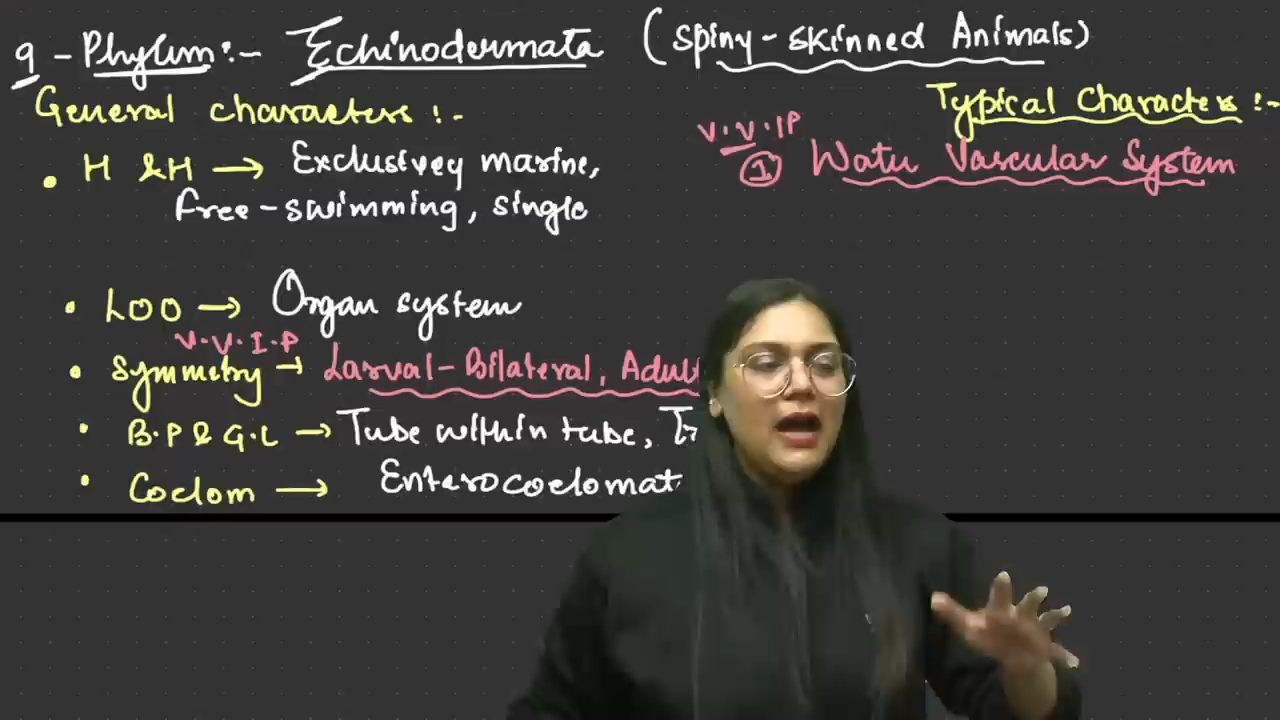 9 - Phylum :- Echinodermata (spiny-skinned Animals)
General characters :-
• H & H → Exclusivey marine,
free-swimming, single
• LOO → Organ system
V.V.I.P
• Symmetry → Larval-Bilateral, Adul
• B.P & G.L → Tube within tube,
• Coelom → Enterocoelomat
Typical Characters :-
V.V.IP
① Water Vascular System